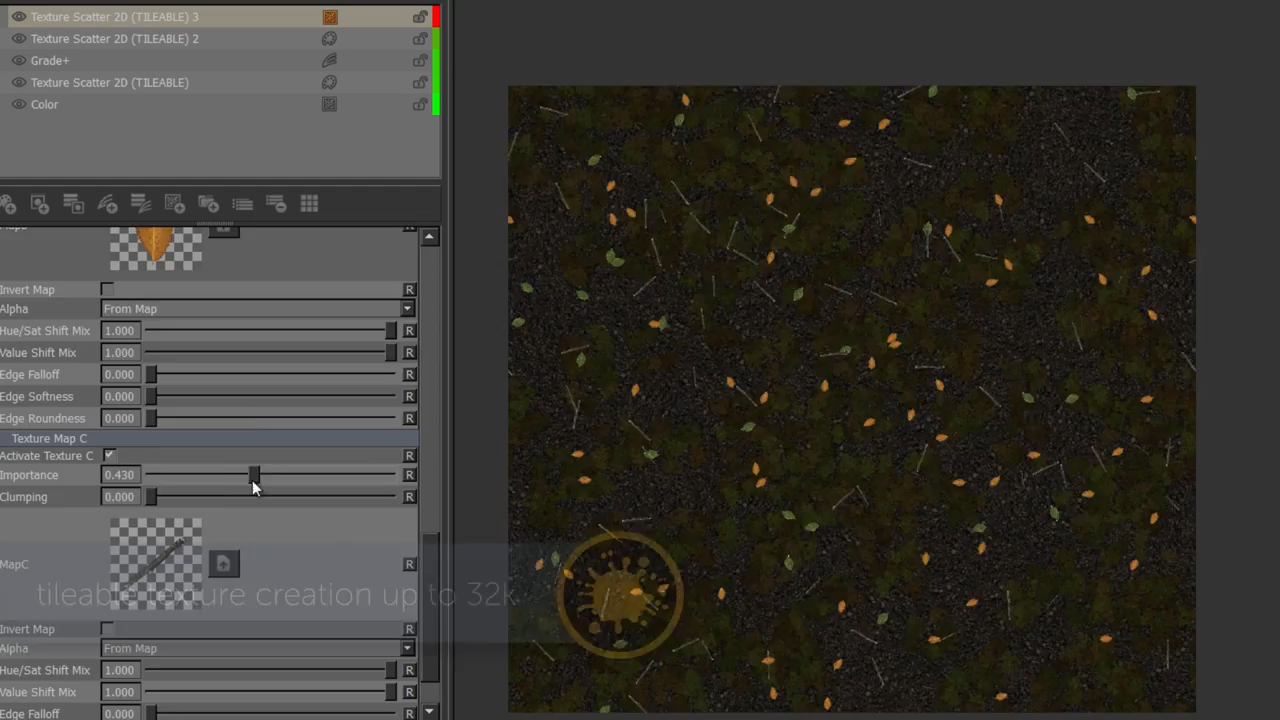 Texture Scatter 2D (TILEABLE) 3
Texture Scatter 2D (TILEABLE) 2
Grade+
Texture Scatter 2D (TILEABLE)
Color
Invert Map R
Alpha From Map R
Hue/Sat Shift Mix 1.000 R
Value Shift Mix 1.000 R
Edge Falloff 0.000 R
Edge Softness 0.000 R
Edge Roundness 0.000 R
Texture Map C
Activate Texture C R
Importance 0.430 R
Clumping 0.000 R
MapC R
tileable texture creation up to 32k
Invert Map R
Alpha From Map R
Hue/Sat Shift Mix 1.000 R
Value Shift Mix 1.000 R
Edge Falloff 0.000 R